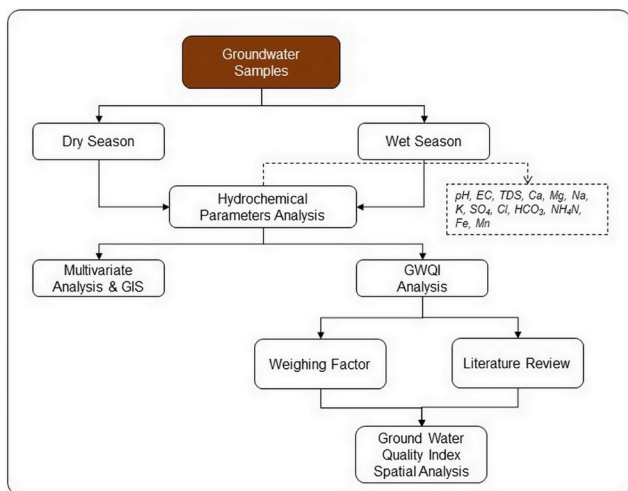 Groundwater
Samples
Dry Season
Wet Season
Hydrochemical
Parameters Analysis
pH, EC, TDS, Ca, Mg, Na,
K, SO₄, Cl, HCO₃, NH₄N,
Fe, Mn
Multivariate
Analysis & GIS
GWQI
Analysis
Weighing Factor
Literature Review
Ground Water
Quality Index
Spatial Analysis